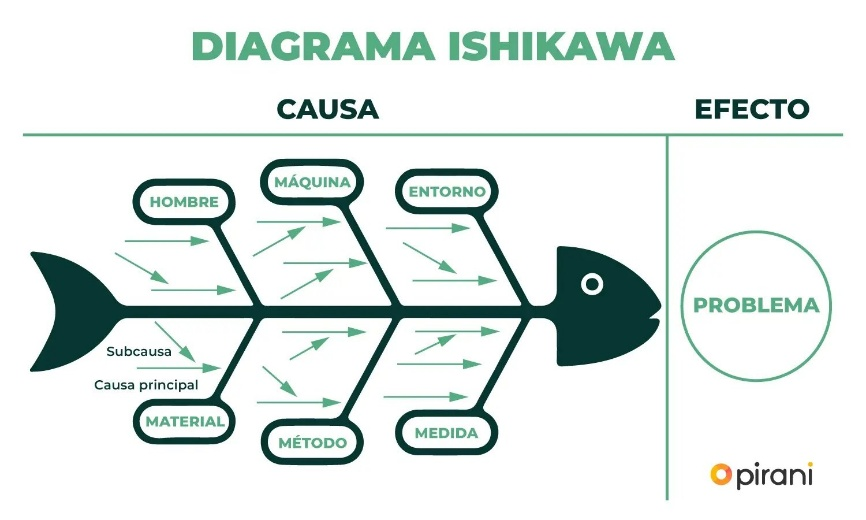 DIAGRAMA ISHIKAWA
CAUSA
EFECTO
HOMBRE
MÁQUINA
ENTORNO
PROBLEMA
Subcausa
Causa principal
MATERIAL
MÉTODO
MEDIDA
pirani